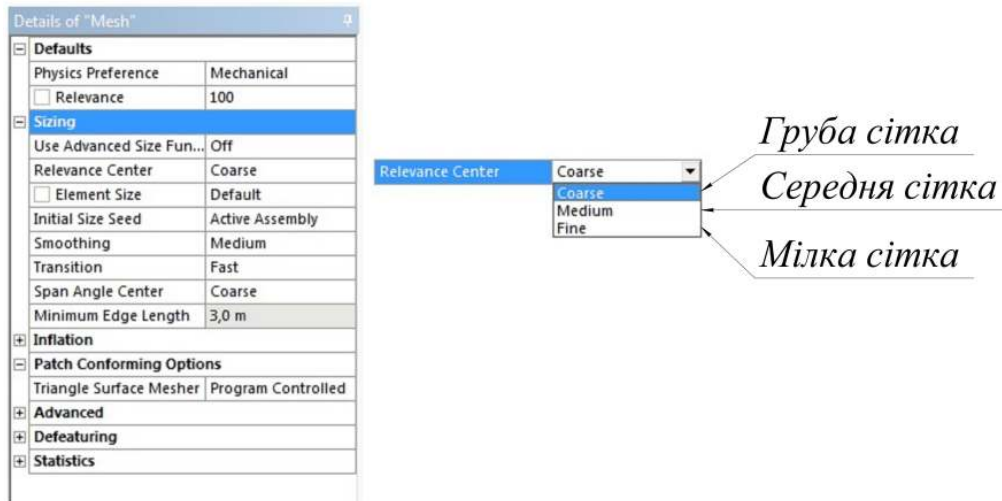 Details of "Mesh"
Defaults
Physics Preference Mechanical
Relevance 100
Sizing
Use Advanced Size Fun... Off
Relevance Center Coarse
Element Size Default
Initial Size Seed Active Assembly
Smoothing Medium
Transition Fast
Span Angle Center Coarse
Minimum Edge Length 3,0 m
Inflation
Patch Conforming Options
Triangle Surface Mesher Program Controlled
Advanced
Defeaturing
Statistics
Relevance Center Coarse
Coarse
Medium
Fine
Груба сітка
Середня сітка
Мілка сітка